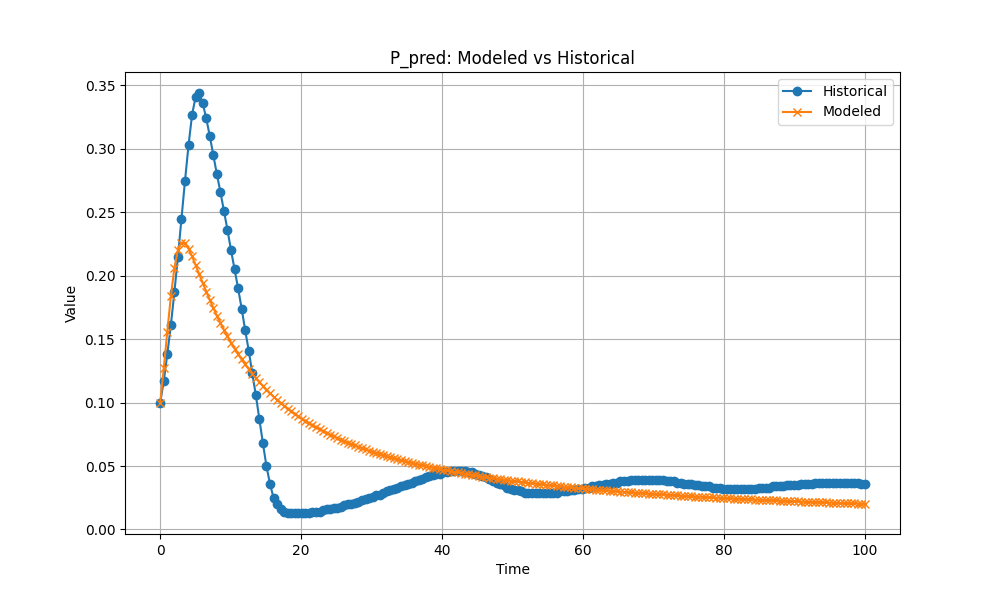 P_pred: Modeled vs Historical
Historical
Modeled
0.35
0.30
0.25
0.20
0.15
0.10
0.05
0.00
Value
0 20 40 60 80 100
Time